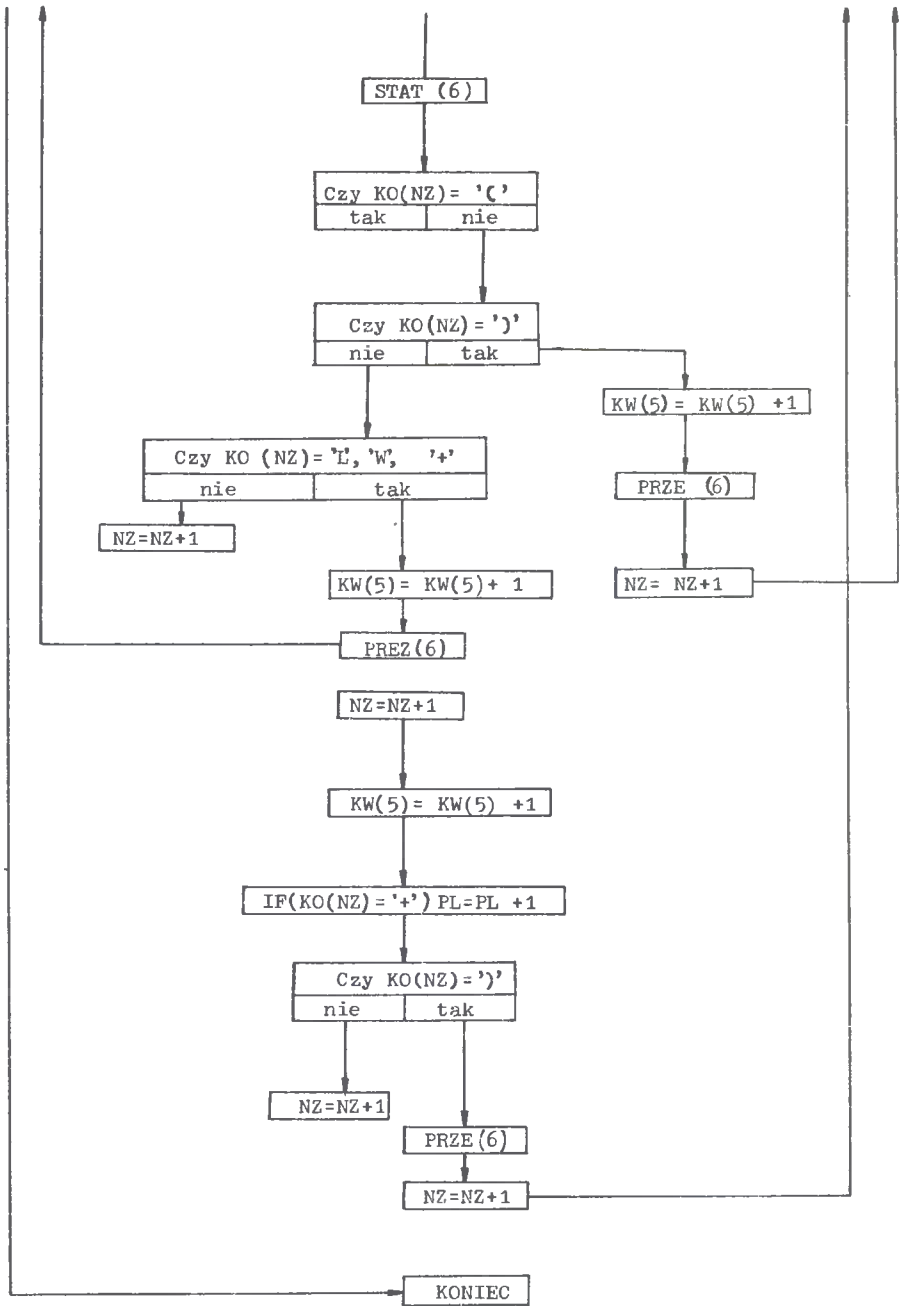 STAT (6)
Czy KO(NZ)= '('
tak nie
Czy KO(NZ)=')'
nie tak
KW(5)= KW(5) +1
Czy KO (NZ)='L', 'W', '+'
nie tak
PRZE (6)
NZ=NZ+1
KW(5)= KW(5)+ 1
NZ= NZ+1
PREZ(6)
NZ=NZ+1
KW(5)= KW(5) +1
IF(KO(NZ)='+')PL=PL +1
Czy KO(NZ)=')'
nie tak
NZ=NZ+1
PRZE(6)
NZ=NZ+1
KONIEC